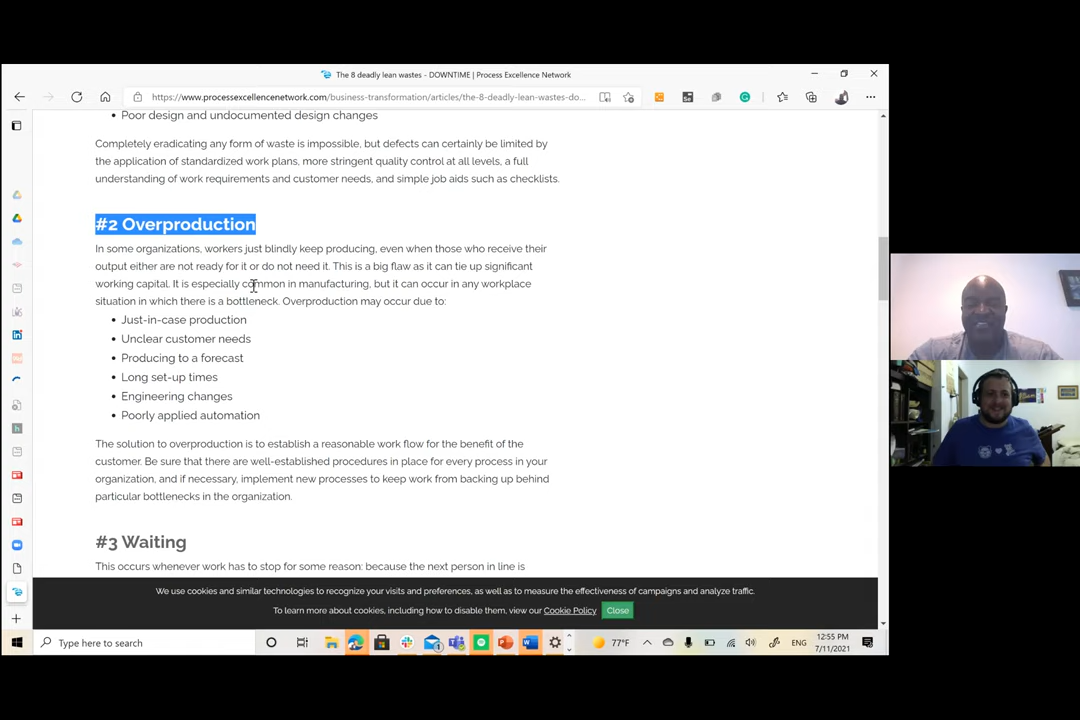 The 8 deadly lean wastes - DOWNTIME | Process Excellence Network
https://www.processexcellencenetwork.com/business-transformation/articles/the-8-deadly-lean-wastes-do...
• Poor design and undocumented design changes
Completely eradicating any form of waste is impossible, but defects can certainly be limited by
the application of standardized work plans, more stringent quality control at all levels, a full
understanding of work requirements and customer needs, and simple job aids such as checklists.
#2 Overproduction
In some organizations, workers just blindly keep producing, even when those who receive their
output either are not ready for it or do not need it. This is a big flaw as it can tie up significant
working capital. It is especially common in manufacturing, but it can occur in any workplace
situation in which there is a bottleneck. Overproduction may occur due to:
• Just-in-case production
• Unclear customer needs
• Producing to a forecast
• Long set-up times
• Engineering changes
• Poorly applied automation
The solution to overproduction is to establish a reasonable work flow for the benefit of the
customer. Be sure that there are well-established procedures in place for every process in your
organization, and if necessary, implement new processes to keep work from backing up behind
particular bottlenecks in the organization.
#3 Waiting
This occurs whenever work has to stop for some reason: because the next person in line is
We use cookies and similar technologies to recognize your visits and preferences, as well as to measure the effectiveness of campaigns and analyze traffic.
To learn more about cookies, including how to disable them, view our Cookie Policy Close
Type here to search
77°F
ENG
12:55 PM
7/11/2021